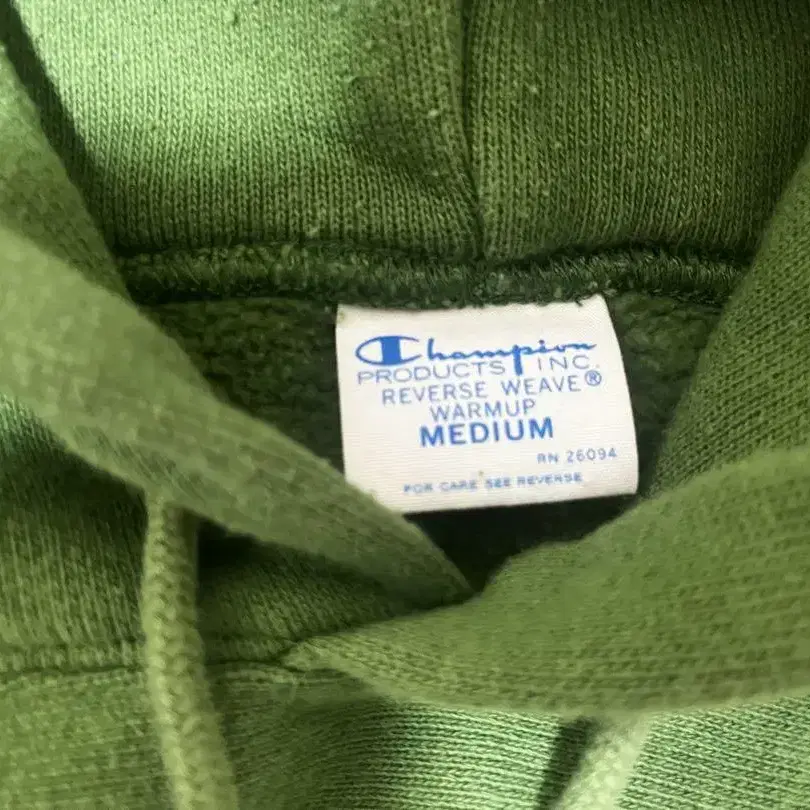 Champion
PRODUCTS INC.
REVERSE WEAVE®
WARMUP
MEDIUM
RN 26094
FOR CARE SEE REVERSE